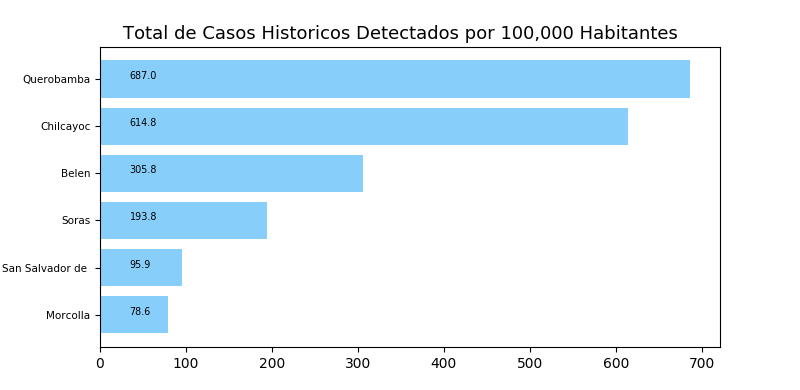 Total de Casos Historicos Detectados por 100,000 Habitantes
Querobamba 687.0
Chilcayoc 614.8
Belen 305.8
Soras 193.8
San Salvador de 95.9
Morcolla 78.6
0 100 200 300 400 500 600 700